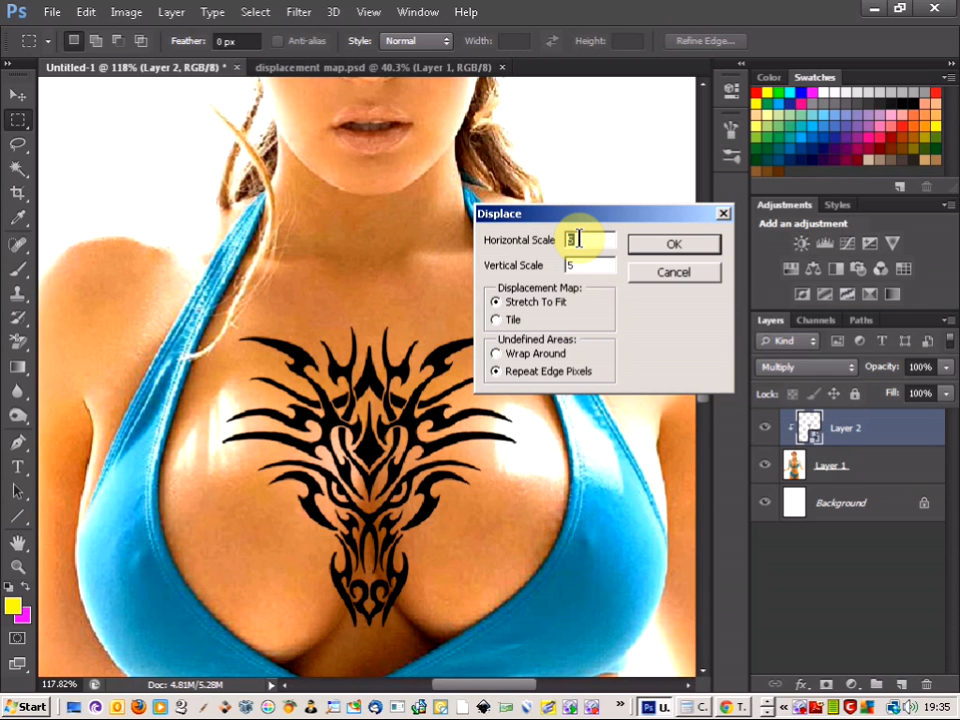 Ps File Edit Image Layer Type Select Filter 3D View Window Help
Feather: 0 px Anti-alias Style: Normal Width: Height: Refine Edge...
Untitled-1 @ 118% (Layer 2, RGB/8) * × displacement map.psd @ 40.3% (Layer 1, RGB/8) ×
Color Swatches
Displace
Horizontal Scale
OK
Vertical Scale 5
Cancel
Displacement Map:
Stretch To Fit
Tile
Undefined Areas:
Wrap Around
Repeat Edge Pixels
Adjustments Styles
Add an adjustment
Layers Channels Paths
Kind
Multiply Opacity: 100%
Lock: Fill: 100%
Layer 2
Layer 1
Background
117.82% Doc: 4.81M/5.28M
Start Ps U. C. T. 19:35